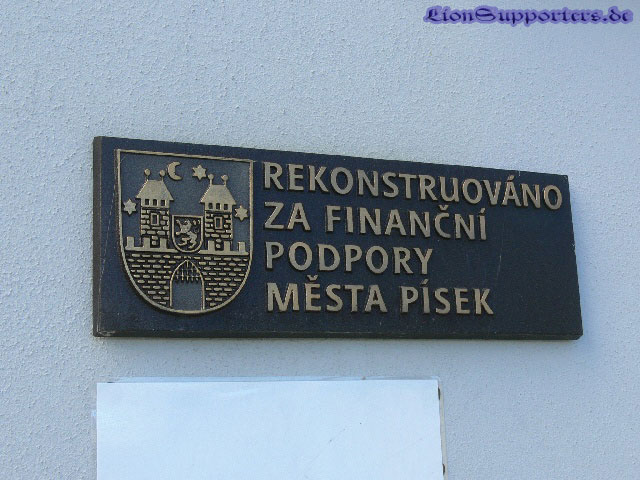 LionSupporters.de
REKONSTRUOVÁNO
ZA FINANČNÍ
PODPORY
MĚSTA PÍSEK